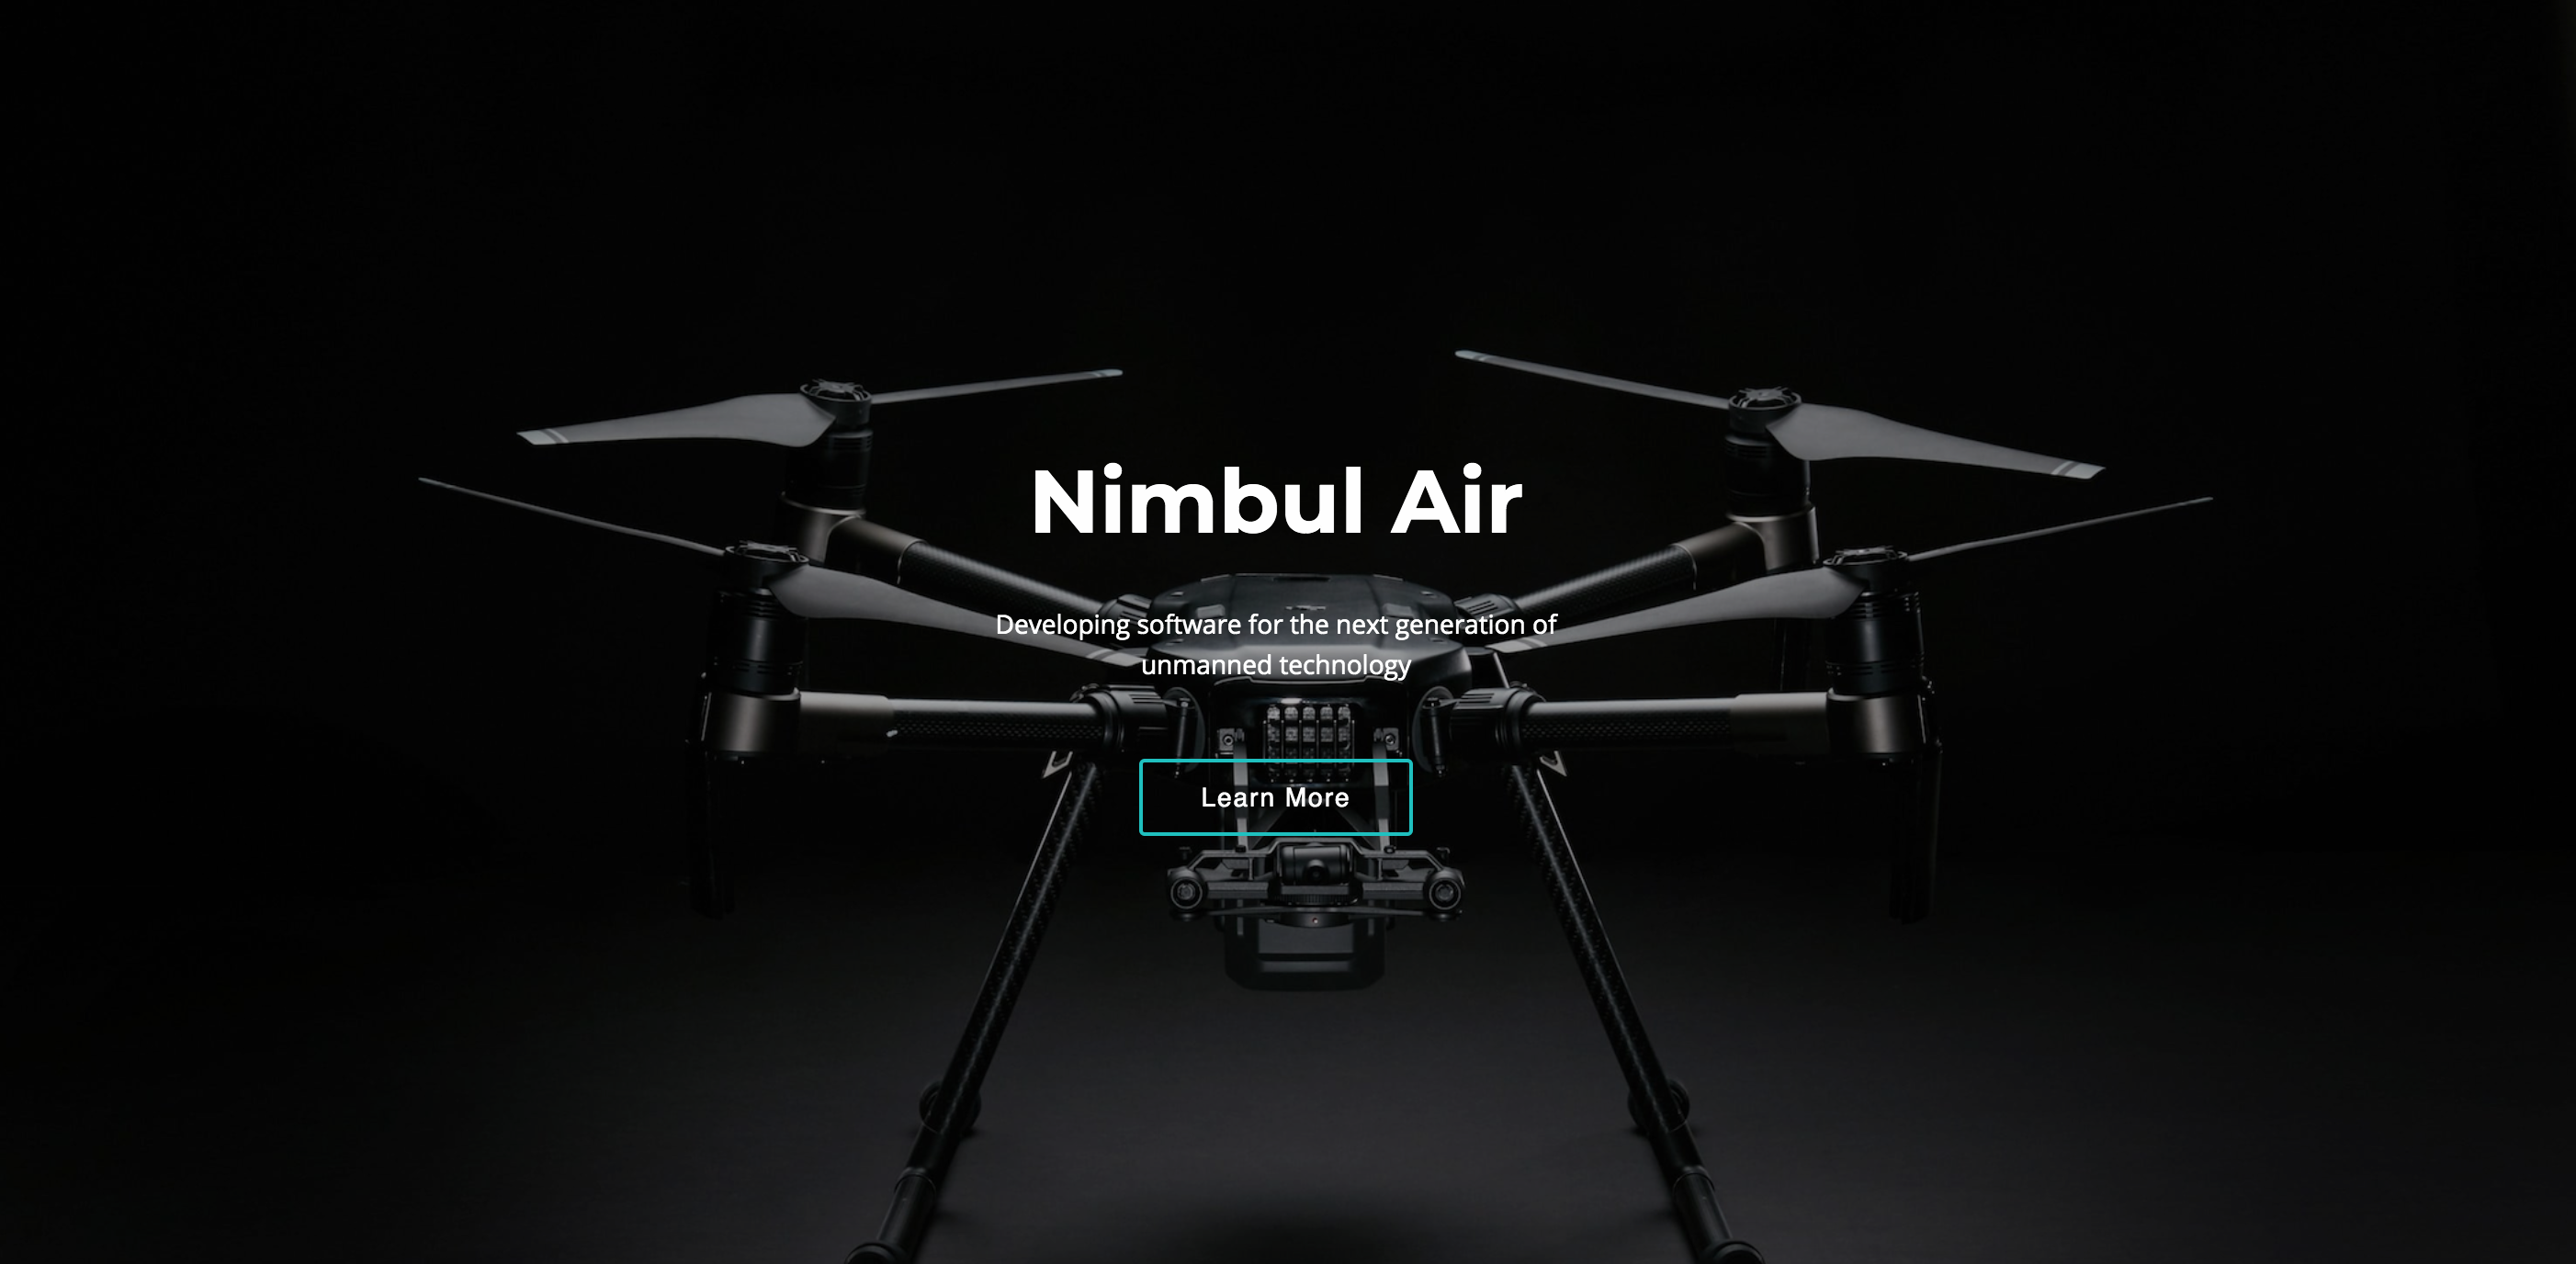 Nimbul Air
Developing software for the next generation of
unmanned technology
Learn More